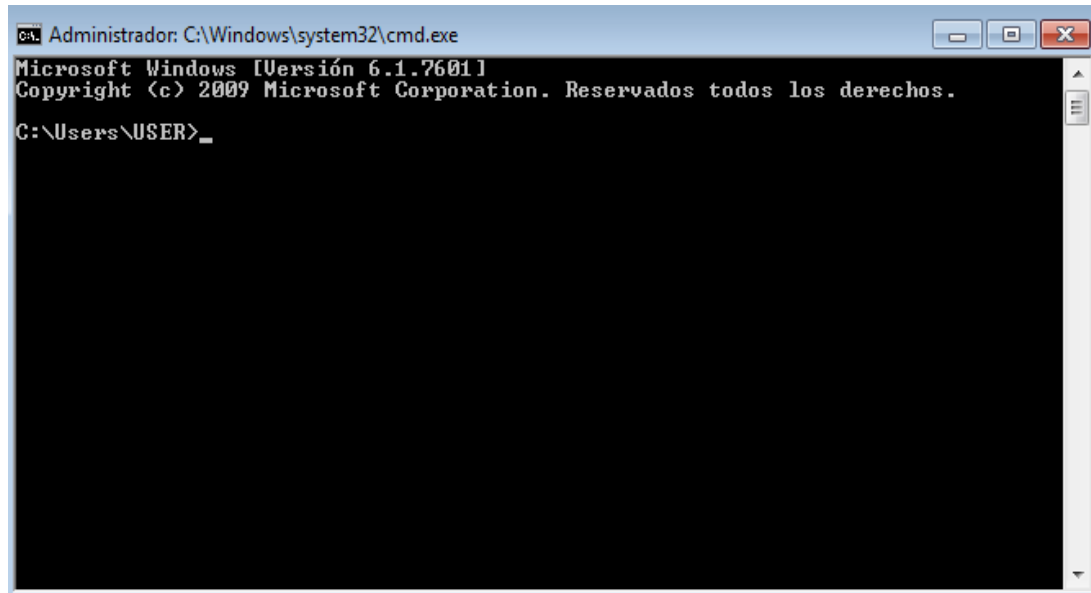 Administrador: C:\Windows\system32\cmd.exe
Microsoft Windows [Versión 6.1.7601]
Copyright (c) 2009 Microsoft Corporation. Reservados todos los derechos.
C:\Users\USER>_